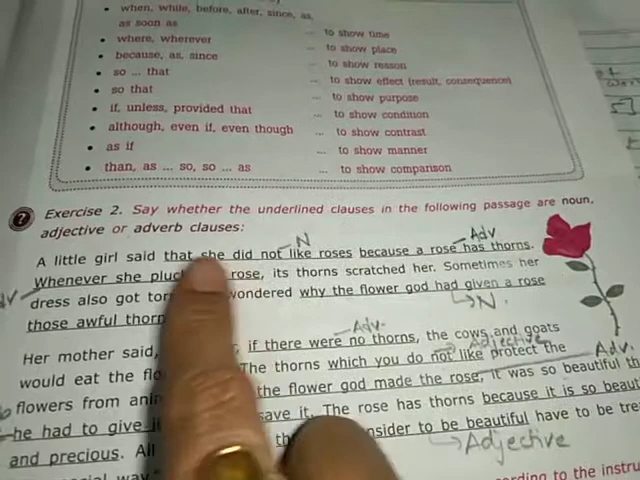 when, while, before, after, since, as,
as soon as ... to show time
where, wherever ... to show place
because, as, since ... to show reason
so ... that ... to show effect (result, consequence)
so that ... to show purpose
if, unless, provided that ... to show condition
although, even if, even though ... to show contrast
as if ... to show manner
than, as ... so, so ... as ... to show comparison
? Exercise 2. Say whether the underlined clauses in the following passage are noun,
adjective or adverb clauses:
N Adv
A little girl said that she did not like roses because a rose has thorns.
Whenever she pluck rose, its thorns scratched her. Sometimes her
dress also got wondered why the flower god had given a rose
those awful N.
Adv.
Her mother said, if there were no thorns, the cows and goats
Adjective
would eat the The thorns which you do not like protect the
Adv.
flowers from the flower god made the rose, it was so beautiful
he had to give save it. The rose has thorns because it is so
and precious. All consider to be beautiful have to be
Adjective
to the